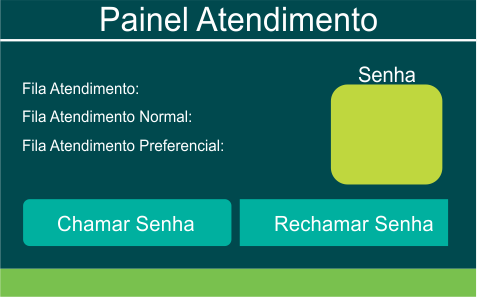 Painel Atendimento
Senha
Fila Atendimento:
Fila Atendimento Normal:
Fila Atendimento Preferencial:
Chamar Senha
Rechamar Senha